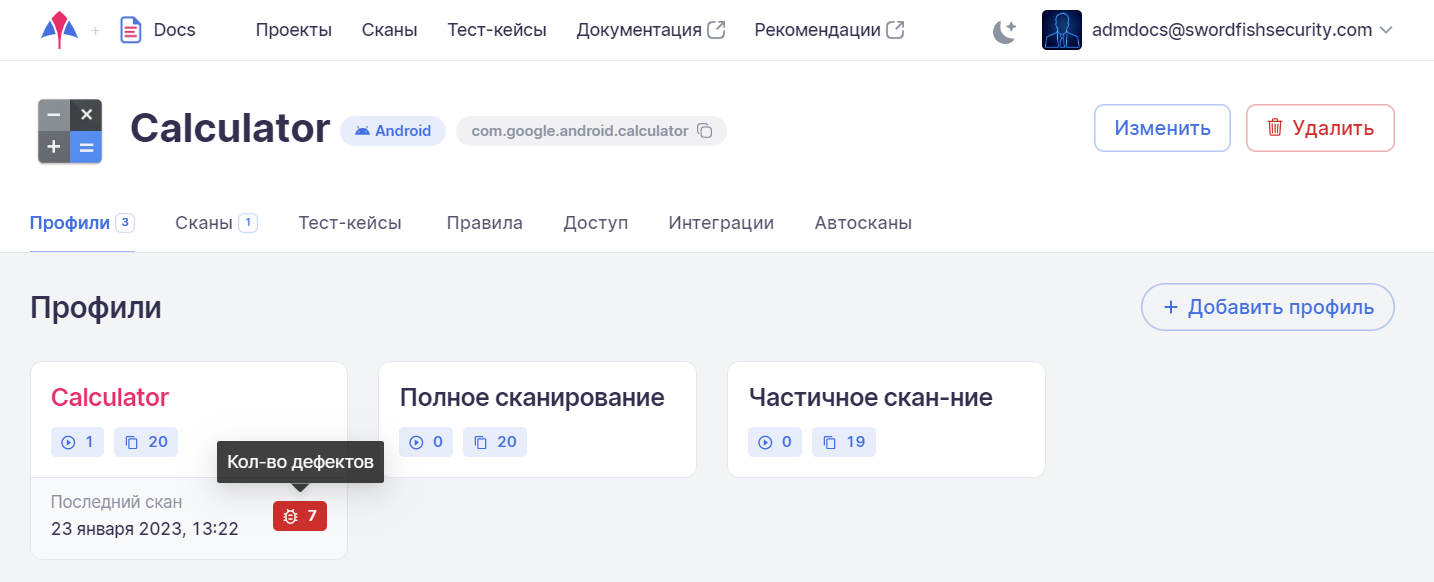 Docs Проекты Сканы Тест-кейсы Документация Рекомендации admdocs@swordfishsecurity.com
Calculator Android com.google.android.calculator Изменить Удалить
Профили 3 Сканы 1 Тест-кейсы Правила Доступ Интеграции Автосканы
Профили + Добавить профиль
Calculator Полное сканирование Частичное скан-ние
1 20 0 20 0 19
Кол-во дефектов
Последний скан
23 января 2023, 13:22 7